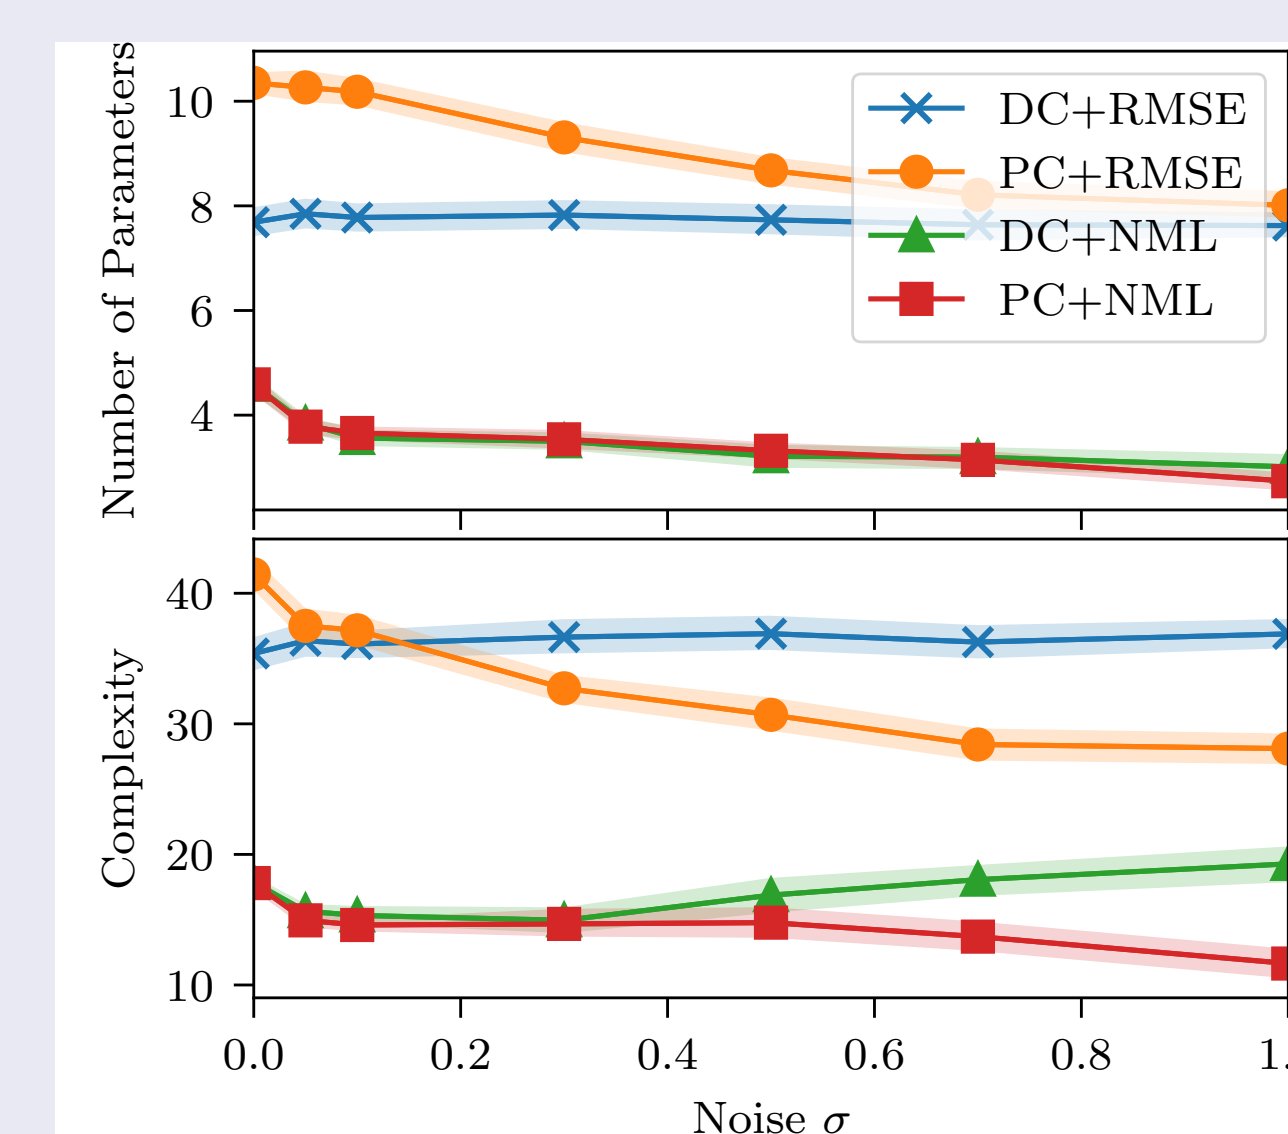 Number of Parameters
10
8
6
4
DC+RMSE
PC+RMSE
DC+NML
PC+NML
Complexity
40
30
20
10
0.0 0.2 0.4 0.6 0.8 1.
Noise σ